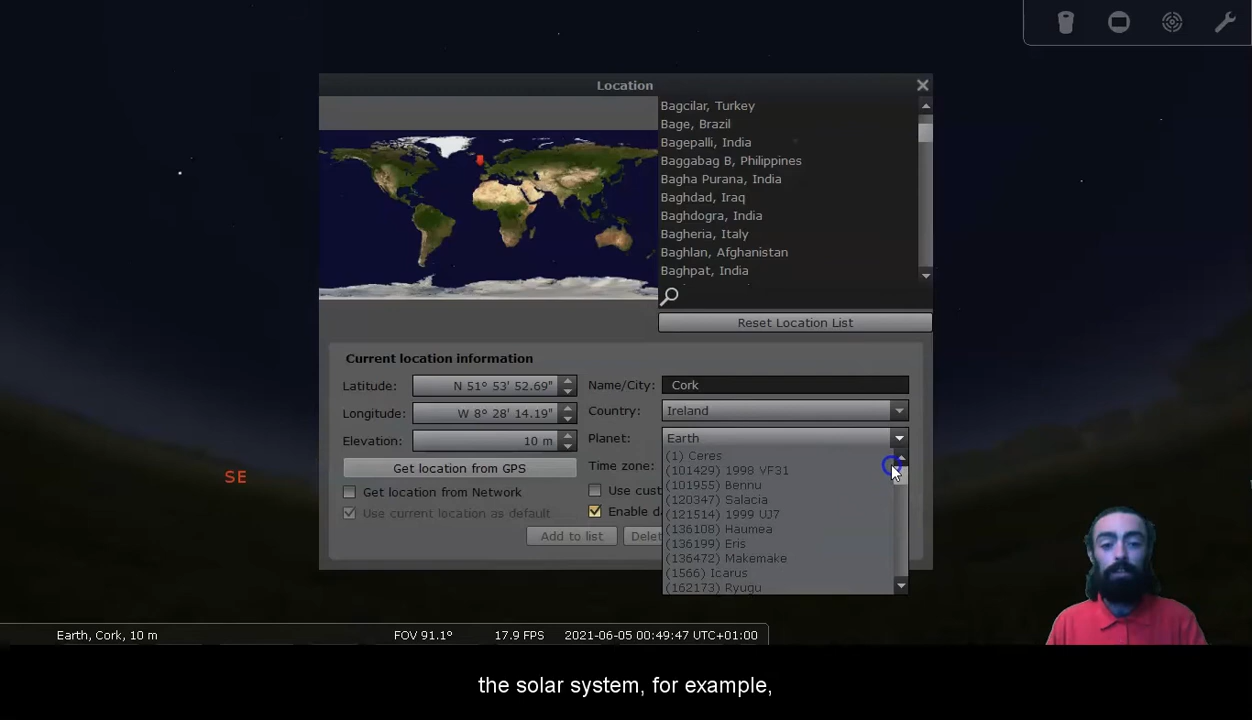 Location
Bagcilar, Turkey
Bage, Brazil
Bagepalli, India
Baggabag B, Philippines
Bagha Purana, India
Baghdad, Iraq
Baghdogra, India
Bagheria, Italy
Baghlan, Afghanistan
Baghpat, India
Reset Location List
Current location information
Latitude: N 51° 53' 52.69"
Name/City: Cork
Longitude: W 8° 28' 14.19"
Country: Ireland
Elevation: 10 m
Planet: Earth
Get location from GPS
Time zone:
Get location from Network
Use cust
Use current location as default
Enable d
Add to list
Delet
(1) Ceres
(101429) 1998 VF31
(101955) Bennu
(120347) Salacia
(121514) 1999 UJ7
(136108) Haumea
(136199) Eris
(136472) Makemake
(1566) Icarus
(162173) Ryugu
SE
Earth, Cork, 10 m
FOV 91.1°
17.9 FPS
2021-06-05 00:49:47 UTC+01:00
the solar system, for example,